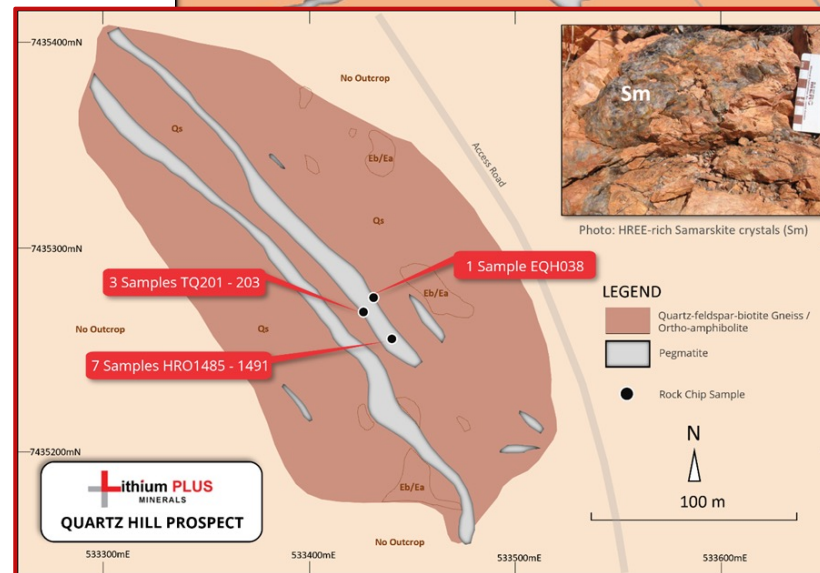 7435400mN
No Outcrop
Sm
Qs
Eb/Ea
Access Road
Qs
Photo: HREE-rich Samarskite crystals (Sm)
7435300mN
1 Sample EQH038
3 Samples TQ201 - 203
Eb/Ea
LEGEND
Quartz-feldspar-biotite Gneiss /
Ortho-amphibolite
No Outcrop
Qs
Pegmatite
7 Samples HRO1485 - 1491
Rock Chip Sample
N
7435200mN
Lithium PLUS
MINERALS
QUARTZ HILL PROSPECT
Eb/Ea
100 m
No Outcrop
533300mE
533400mE
533500mE
533600mE